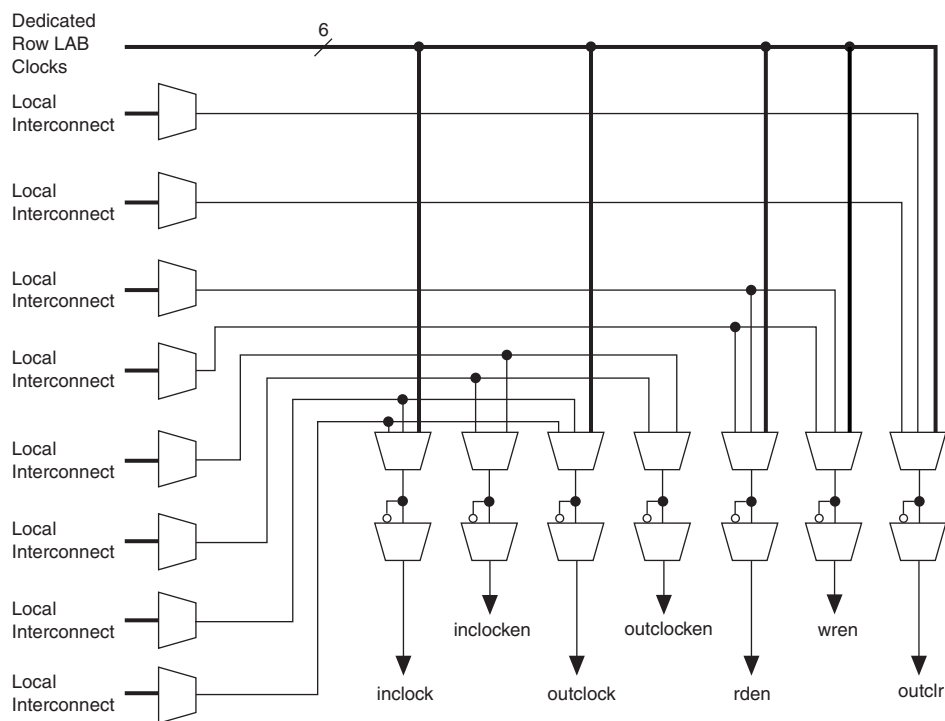 Dedicated
Row LAB
Clocks
6
Local
Interconnect
Local
Interconnect
Local
Interconnect
Local
Interconnect
Local
Interconnect
Local
Interconnect
Local
Interconnect
Local
Interconnect
inclocken
outclocken
wren
inclock
outclock
rden
outclr